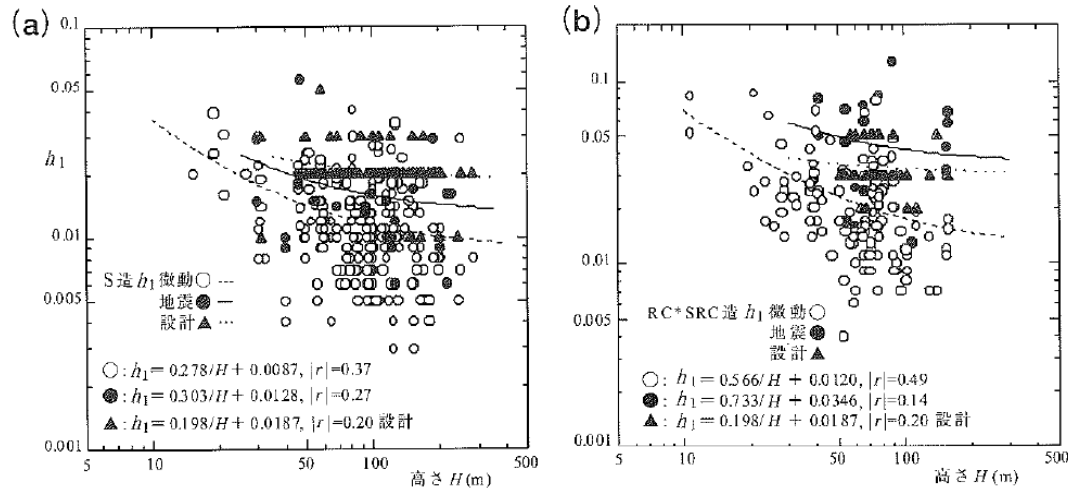 (a)
0.1
0.05
h₁
0.01
0.005
0.001
S造 h₁ 微動 ○ ---
地震 ● —
設計 ▲ ···
○: h₁= 0.278/H + 0.0087, |r|=0.37
●: h₁= 0.303/H + 0.0128, |r|=0.27
▲: h₁= 0.198/H + 0.0187, |r|=0.20 設計
5 10 50 100 500
高さ H (m)
(b)
0.1
0.05
0.01
0.005
0.001
RC*SRC造 h₁ 微動 ○
地震 ●
設計 ▲
○: h₁= 0.566/H + 0.0120, |r|=0.49
●: h₁= 0.733/H + 0.0346, |r|=0.14
▲: h₁= 0.198/H + 0.0187, |r|=0.20 設計
5 10 50 100 500
高さ H (m)